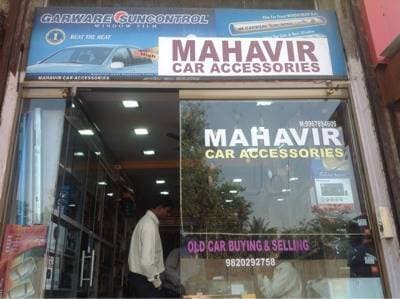 GARWARE SUNCONTROL
WINDOW FILM
1
BEAT THE HEAT
MAHAVIR
CAR ACCESSORIES
MAHAVIR CAR ACCESSORIES
MAHAVIR
CAR ACCESSORIES
OLD CAR BUYING & SELLING
9820292758